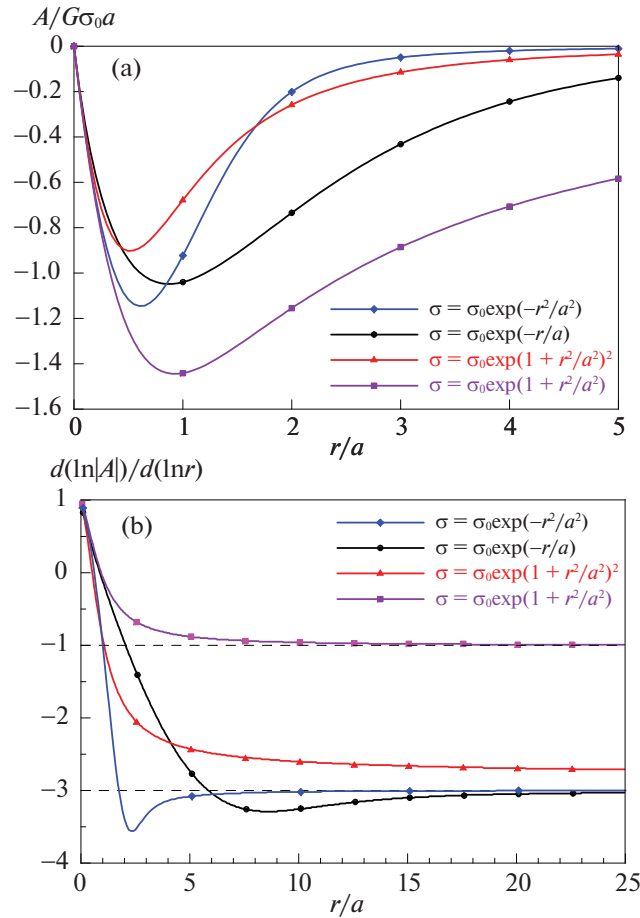 A/Gσ₀a
0
−0.2
−0.4
−0.6
−0.8
−1.0
−1.2
−1.4
−1.6
(a)
σ = σ₀exp(−r²/a²)
σ = σ₀exp(−r/a)
σ = σ₀exp(1 + r²/a²)²
σ = σ₀exp(1 + r²/a²)
0 1 2 3 4 5
r/a
d(ln|A|)/d(lnr)
1
0
−1
−2
−3
−4
(b)
σ = σ₀exp(−r²/a²)
σ = σ₀exp(−r/a)
σ = σ₀exp(1 + r²/a²)²
σ = σ₀exp(1 + r²/a²)
0 5 10 15 20 25
r/a